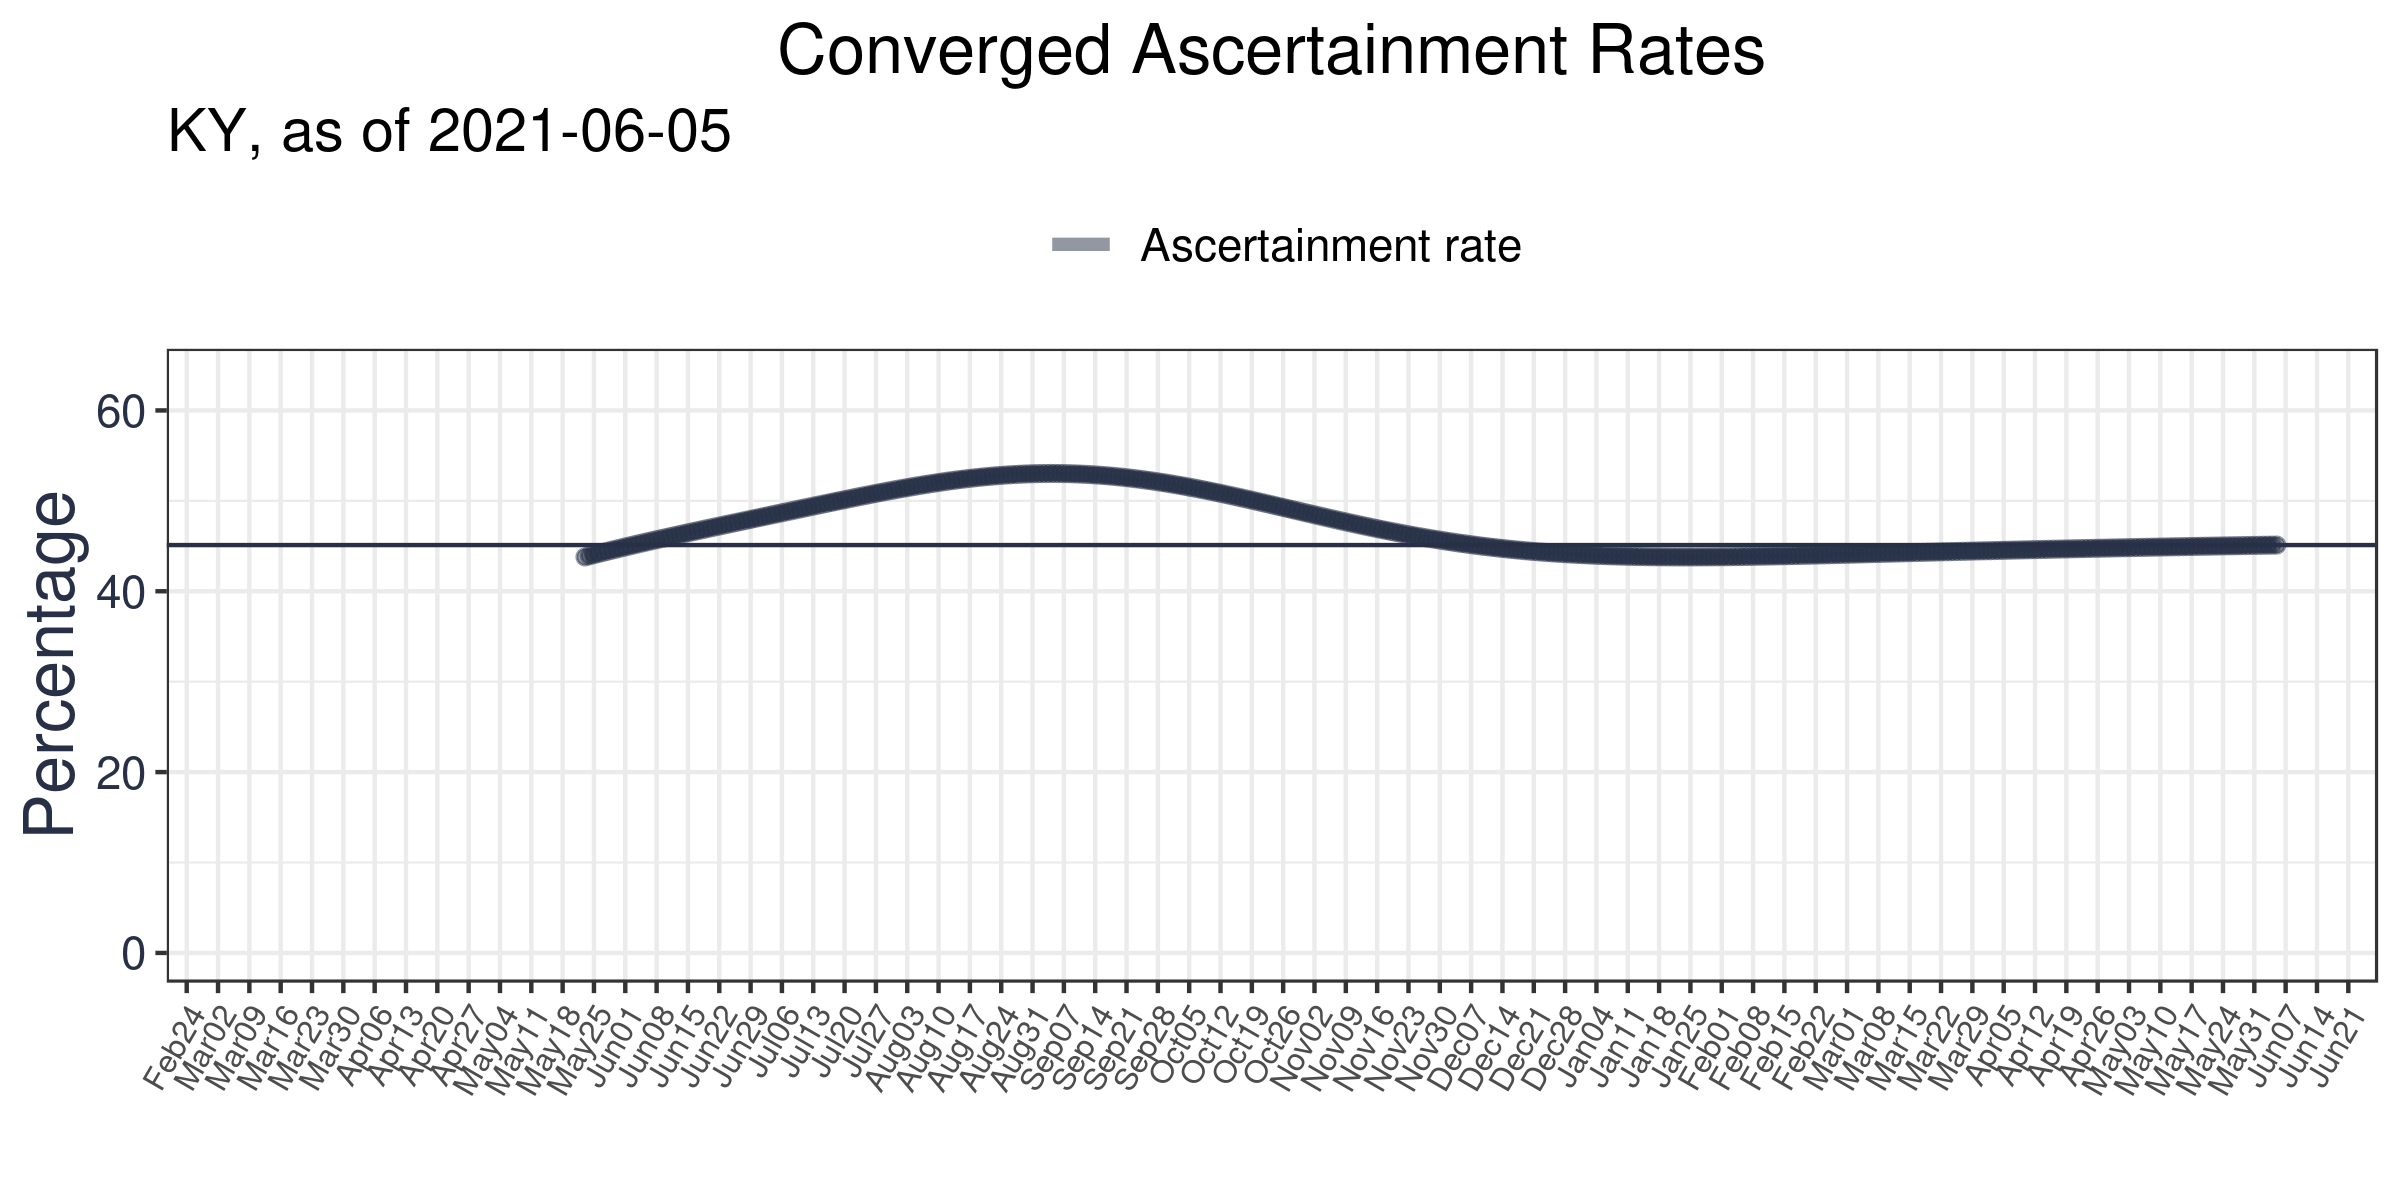 Converged Ascertainment Rates
KY, as of 2021-06-05
Ascertainment rate
Percentage
60
40
20
0
Feb24
Mar02
Mar09
Mar16
Mar23
Mar30
Apr06
Apr13
Apr20
Apr27
May04
May11
May18
May25
Jun01
Jun08
Jun15
Jun22
Jun29
Jul06
Jul13
Jul20
Jul27
Aug03
Aug10
Aug17
Aug24
Aug31
Sep07
Sep14
Sep21
Sep28
Oct05
Oct12
Oct19
Oct26
Nov02
Nov09
Nov16
Nov23
Nov30
Dec07
Dec14
Dec21
Dec28
Jan04
Jan11
Jan18
Jan25
Feb01
Feb08
Feb15
Feb22
Mar01
Mar08
Mar15
Mar22
Mar29
Apr05
Apr12
Apr19
Apr26
May03
May10
May17
May24
May31
Jun07
Jun14
Jun21